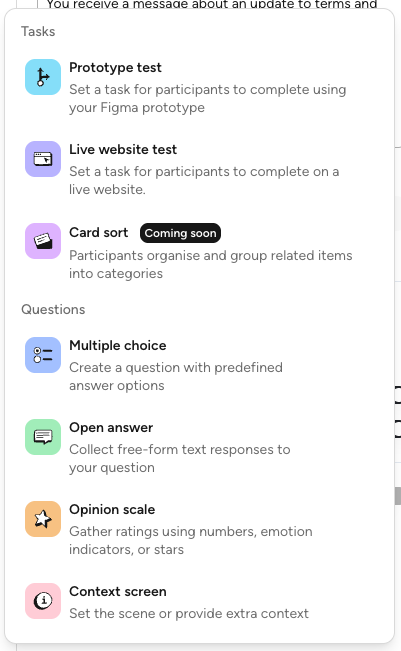 You receive a message about an update to terms and
Tasks
Prototype test
Set a task for participants to complete using
your Figma prototype
Live website test
Set a task for participants to complete on a
live website.
Card sort Coming soon
Participants organise and group related items
into categories
Questions
Multiple choice
Create a question with predefined
answer options
Open answer
Collect free-form text responses to
your question
Opinion scale
Gather ratings using numbers, emotion
indicators, or stars
Context screen
Set the scene or provide extra context